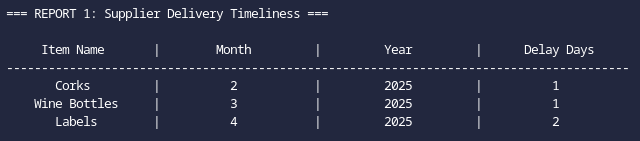 === REPORT 1: Supplier Delivery Timeliness ===
Item Name | Month | Year | Delay Days
-----------------------------------------------------------------------------------------
Corks | 2 | 2025 | 1
Wine Bottles | 3 | 2025 | 1
Labels | 4 | 2025 | 2